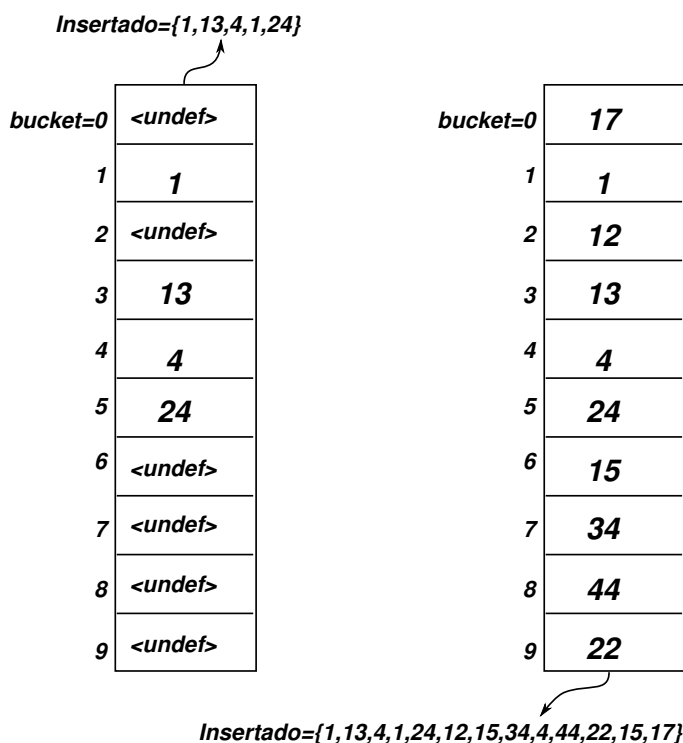 Insertado={1,13,4,1,24}
bucket=0 <undef>
1 1
2 <undef>
3 13
4 4
5 24
6 <undef>
7 <undef>
8 <undef>
9 <undef>
bucket=0 17
1 1
2 12
3 13
4 4
5 24
6 15
7 34
8 44
9 22
Insertado={1,13,4,1,24,12,15,34,4,44,22,15,17}